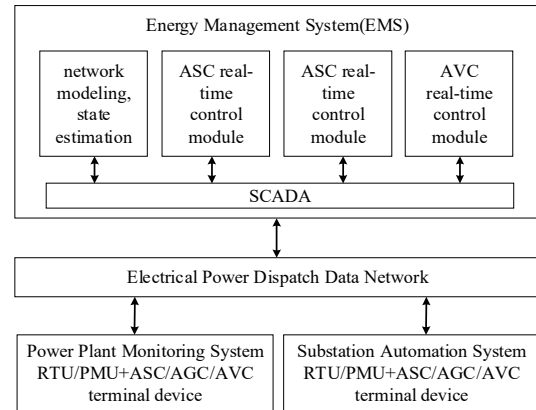 Energy Management System(EMS)
network
modeling,
state
estimation
ASC real-
time
control
module
ASC real-
time
control
module
AVC
real-time
control
module
SCADA
Electrical Power Dispatch Data Network
Power Plant Monitoring System
RTU/PMU+ASC/AGC/AVC
terminal device
Substation Automation System
RTU/PMU+ASC/AGC/AVC
terminal device